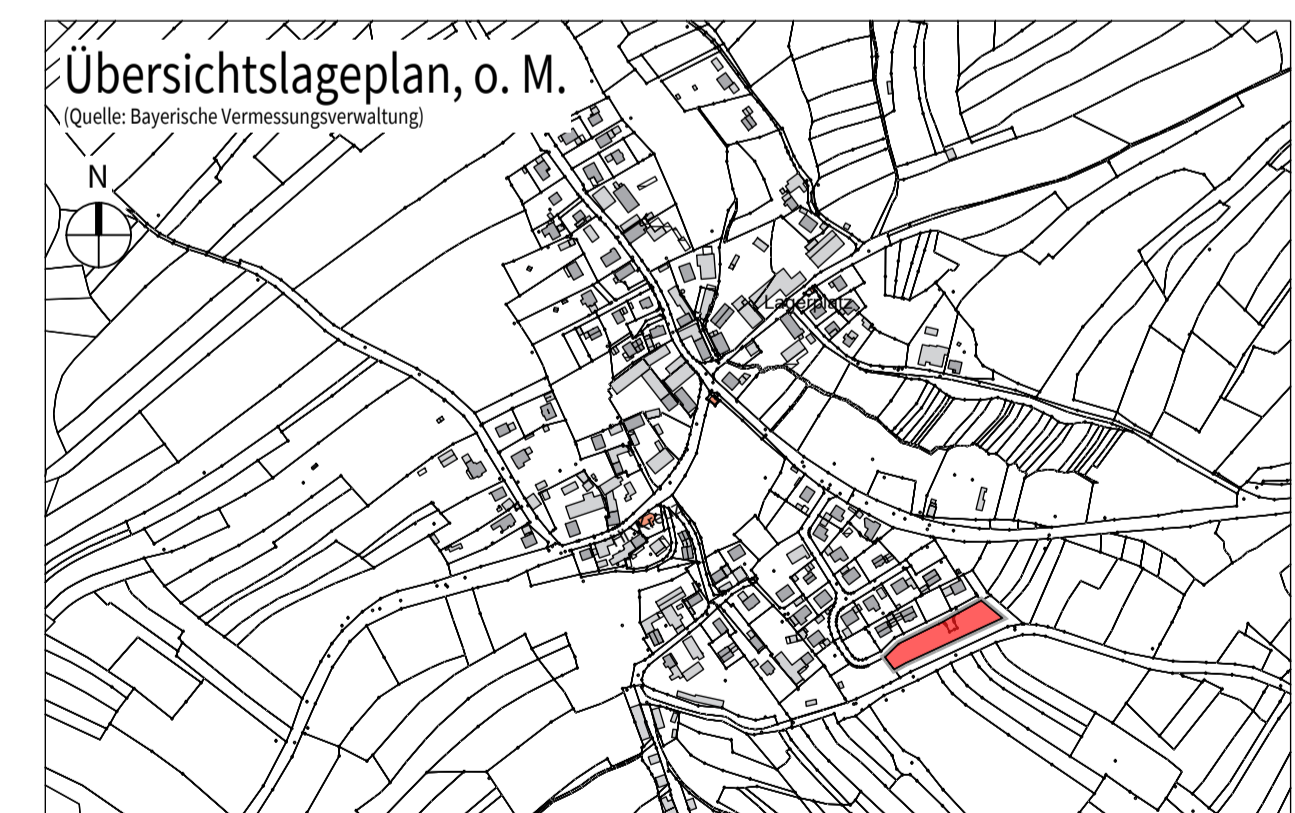 Übersichtslageplan, o. M.
(Quelle: Bayerische Vermessungsverwaltung)
N
Lagerplatz